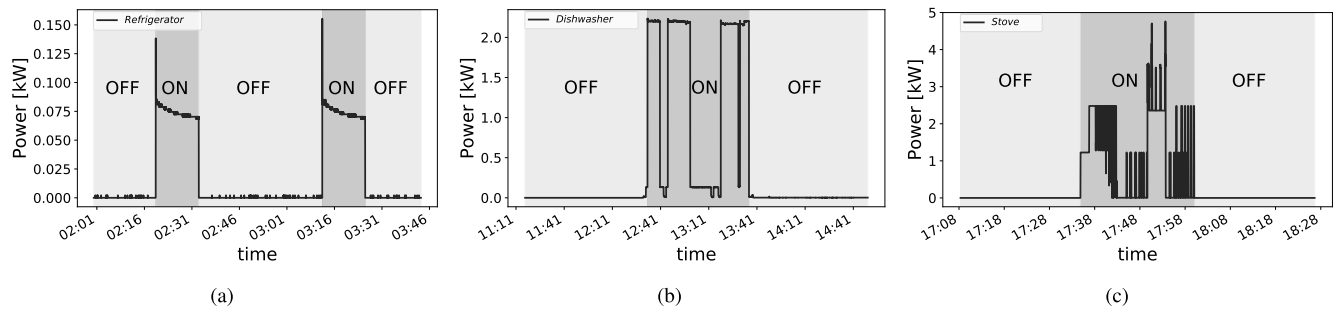 Refrigerator
Power [kW]
0.150
0.125
0.100
0.075
0.050
0.025
0.000
OFF ON OFF ON OFF
02:01 02:16 02:31 02:46 03:01 03:16 03:31 03:46
time
(a)
Dishwasher
Power [kW]
2.0
1.5
1.0
0.5
0.0
OFF ON OFF
11:11 11:41 12:11 12:41 13:11 13:41 14:11 14:41
time
(b)
Stove
Power [kW]
5
4
3
2
1
0
OFF ON OFF
17:08 17:18 17:28 17:38 17:48 17:58 18:08 18:18 18:28
time
(c)